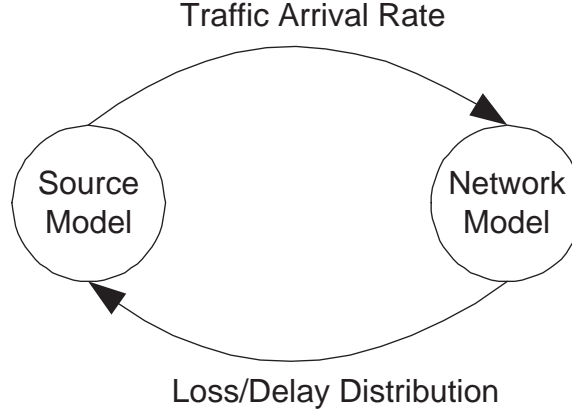 Traffic Arrival Rate
Source
Model
Network
Model
Loss/Delay Distribution